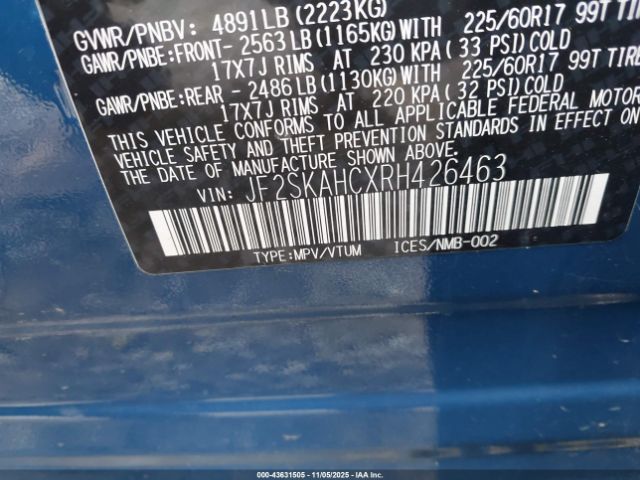 GVWR/PNBV: 4891LB (2223KG)
GAWR/PNBE:FRONT- 2563 LB (1165KG)WITH 225/60R17 99T TIRE
17X7J RIMS AT 230 KPA ( 33 PSI)COLD
GAWR/PNBE:REAR - 2486 LB (1130KG)WITH 225/60R17 99T TIRE
17X7J RIMS AT 220 KPA ( 32 PSI)COLD
THIS VEHICLE CONFORMS TO ALL APPLICABLE FEDERAL MOTOR
VEHICLE SAFETY AND THEFT PREVENTION STANDARDS IN EFFECT ON
THE DATE OF MANUFACTURE SHOWN ABOVE.
VIN: JF2SKAHCXRH426463
TYPE:MPV/VTUM ICES/NMB-002
000-43631505 - 11/05/2025 - IAAI.COM